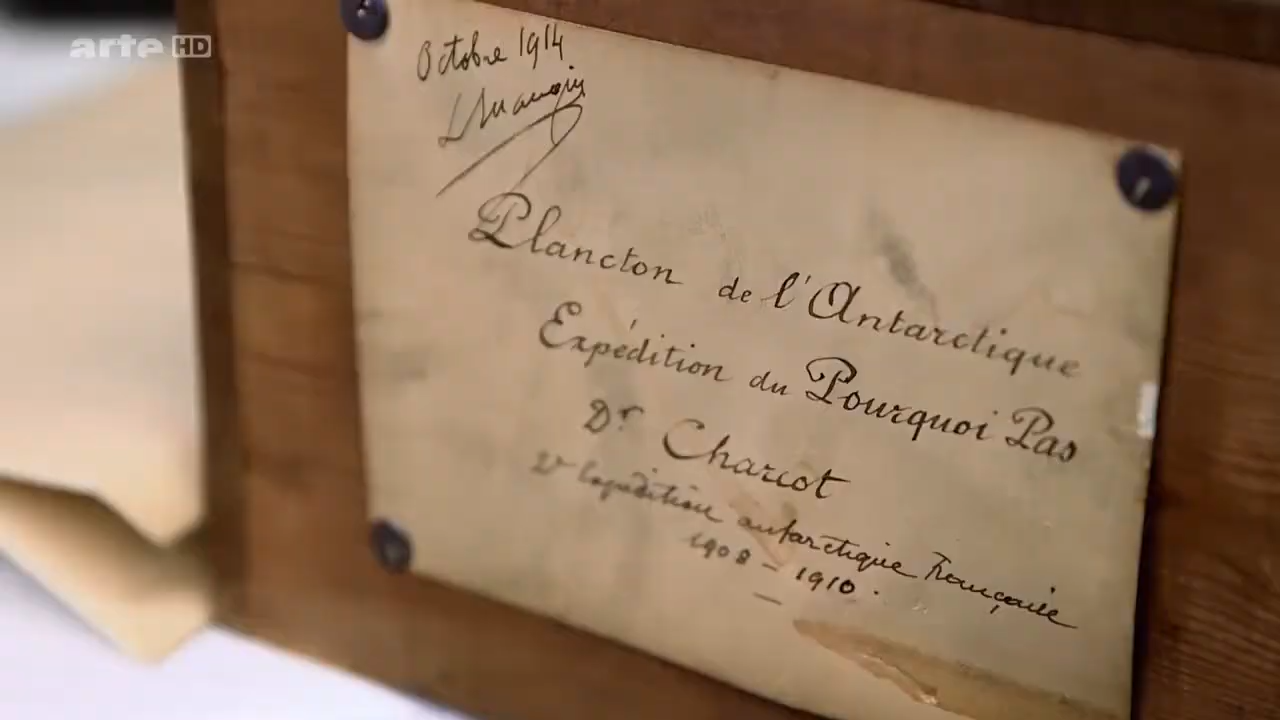 arte HD
Octobre 1914
L Mangin
Plancton de l'Antarctique
Expédition du Pourquoi Pas
Dr Charcot
2e Expédition antarctique française
1908 - 1910.